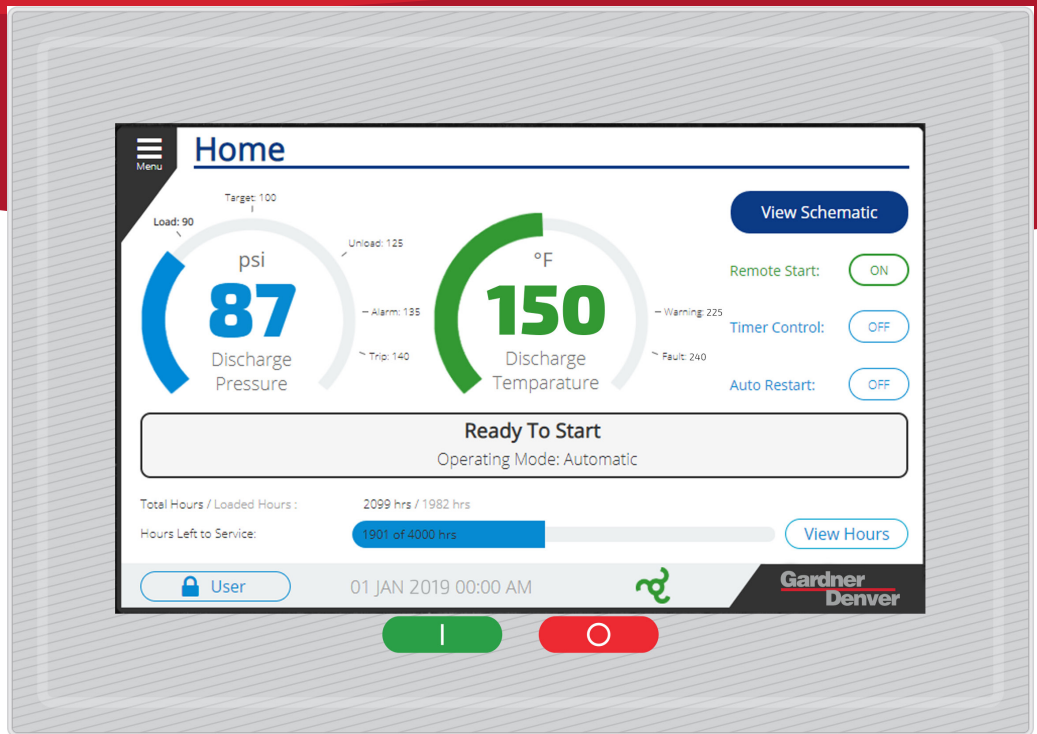 Menu
Home
Target: 100
Load: 90
Unload: 125
Alarm: 135
Trip: 140
psi
87
Discharge
Pressure
°F
150
Discharge
Temparature
Warning: 225
Fault: 240
View Schematic
Remote Start: ON
Timer Control: OFF
Auto Restart: OFF
Ready To Start
Operating Mode: Automatic
Total Hours / Loaded Hours : 2099 hrs / 1982 hrs
Hours Left to Service: 1901 of 4000 hrs
View Hours
User
01 JAN 2019 00:00 AM
Gardner
Denver